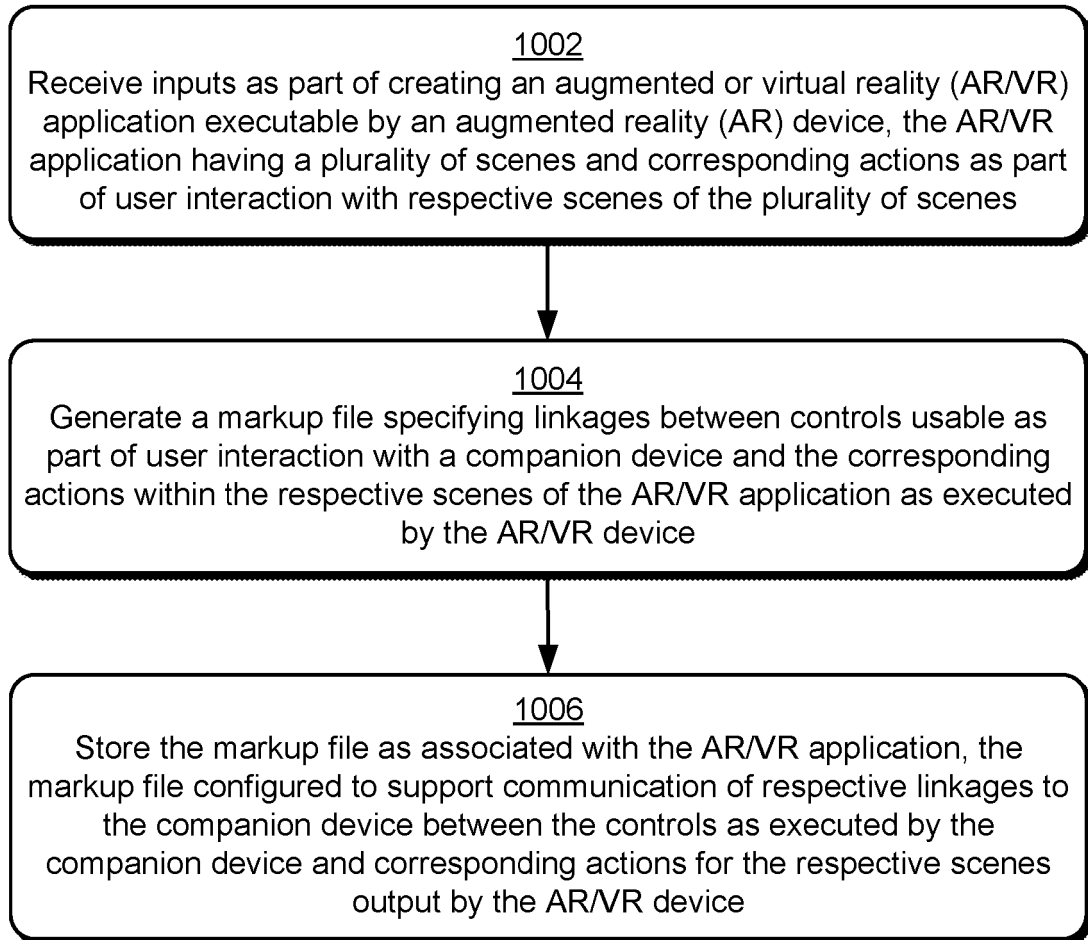 1002
Receive inputs as part of creating an augmented or virtual reality (AR/VR)
application executable by an augmented reality (AR) device, the AR/VR
application having a plurality of scenes and corresponding actions as part
of user interaction with respective scenes of the plurality of scenes
1004
Generate a markup file specifying linkages between controls usable as
part of user interaction with a companion device and the corresponding
actions within the respective scenes of the AR/VR application as executed
by the AR/VR device
1006
Store the markup file as associated with the AR/VR application, the
markup file configured to support communication of respective linkages to
the companion device between the controls as executed by the
companion device and corresponding actions for the respective scenes
output by the AR/VR device